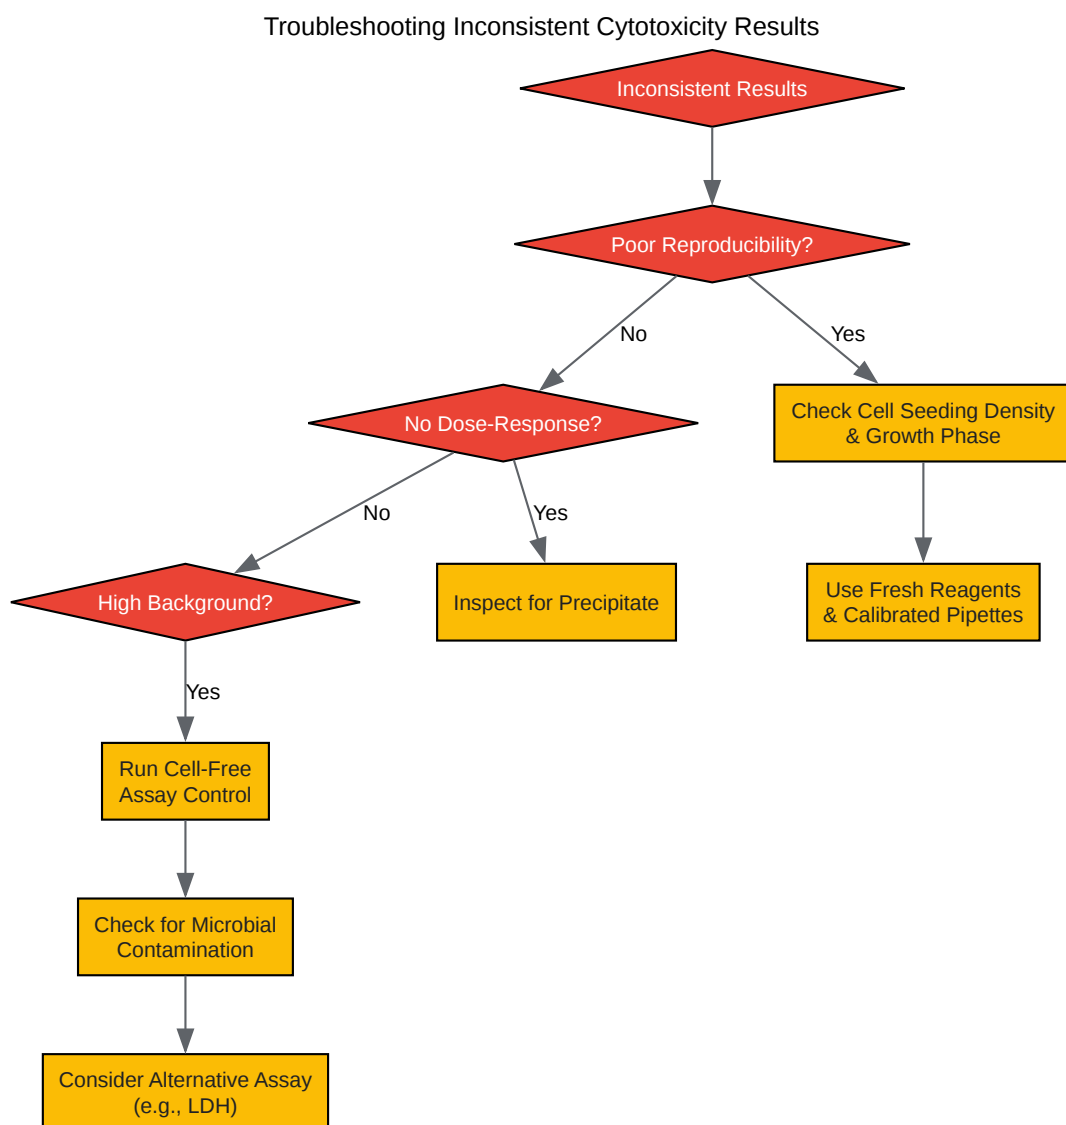 Troubleshooting Inconsistent Cytotoxicity Results
Inconsistent Results
Poor Reproducibility?
No
Yes
No Dose-Response?
Check Cell Seeding Density
& Growth Phase
No
Yes
High Background?
Inspect for Precipitate
Use Fresh Reagents
& Calibrated Pipettes
Yes
Run Cell-Free
Assay Control
Check for Microbial
Contamination
Consider Alternative Assay
(e.g., LDH)